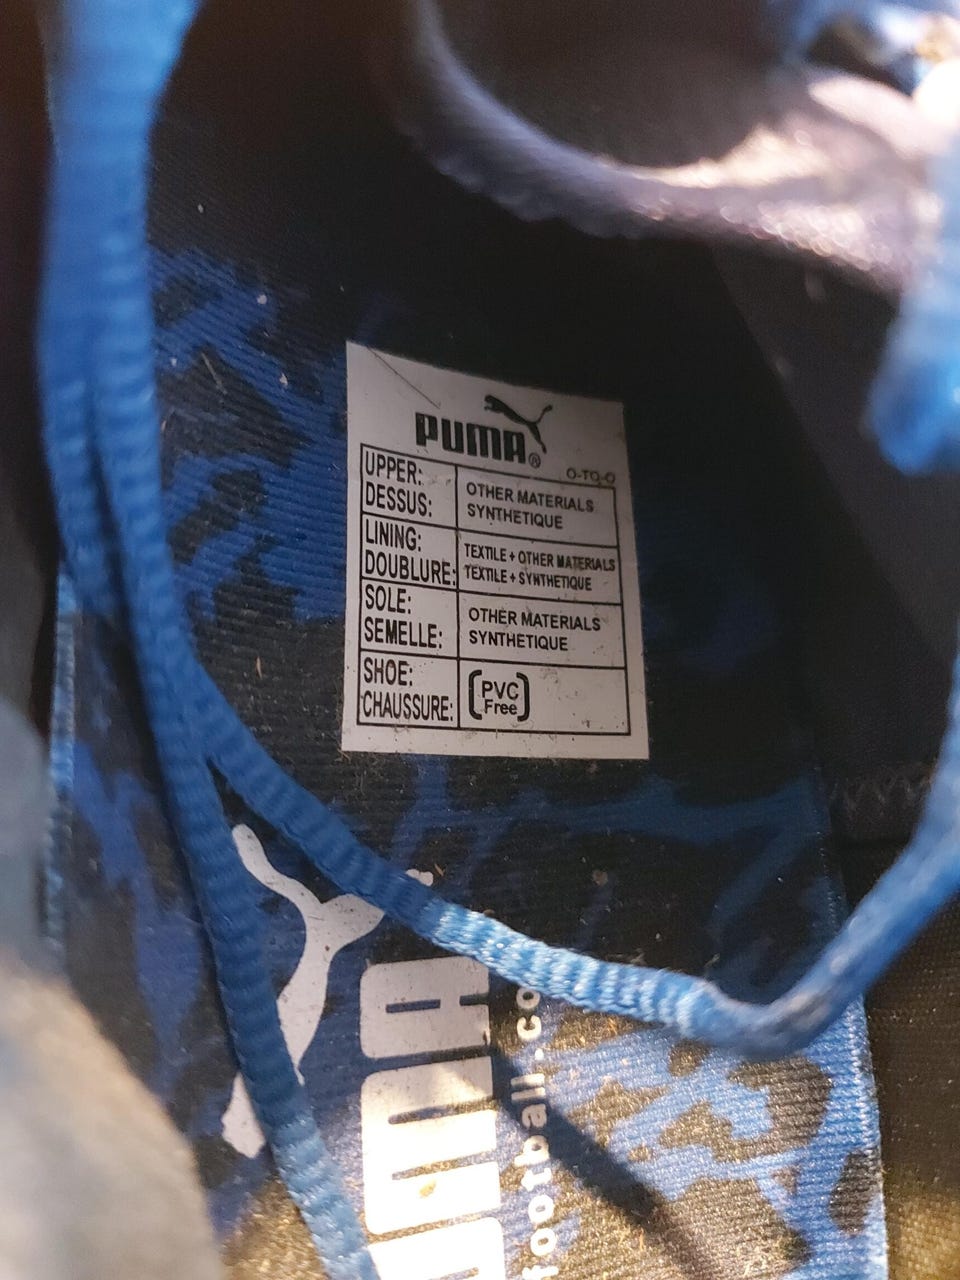 PUMA®
O-TO-O
UPPER:
DESSUS:
OTHER MATERIALS
SYNTHETIQUE
LINING:
DOUBLURE:
TEXTILE + OTHER MATERIALS
TEXTILE + SYNTHETIQUE
SOLE:
SEMELLE:
OTHER MATERIALS
SYNTHETIQUE
SHOE:
CHAUSSURE:
PVC
Free
football.co